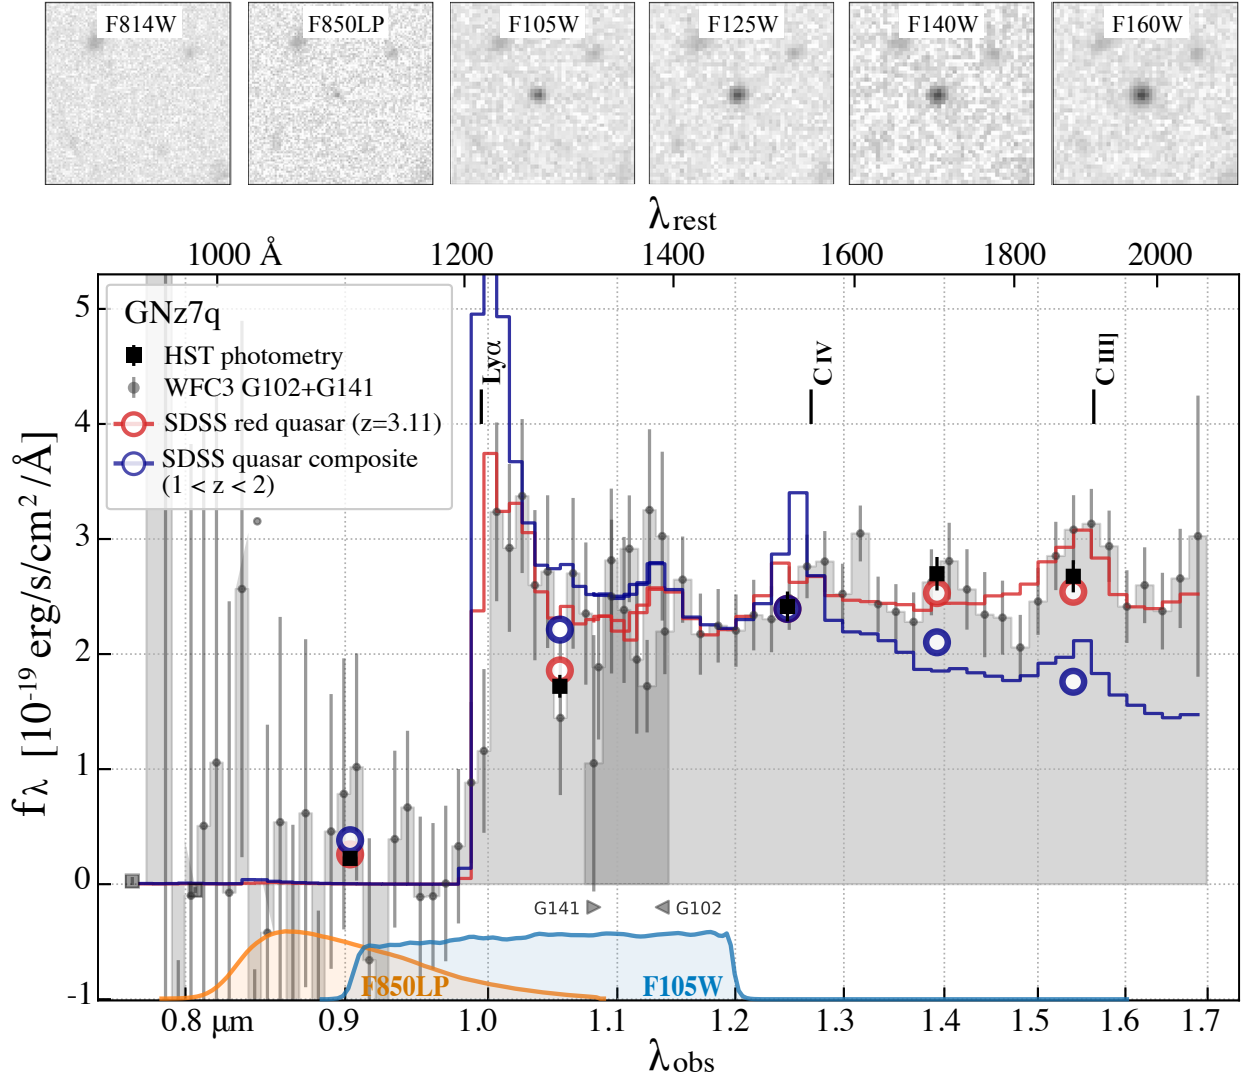 F814W F850LP F105W F125W F140W F160W
λrest
1000 Å 1200 1400 1600 1800 2000
GNz7q
HST photometry
WFC3 G102+G141
SDSS red quasar (z=3.11)
SDSS quasar composite
(1 < z < 2)
Lyα
CIV
CIII]
5
4
3
2
1
0
-1
fλ [10⁻¹⁹ erg/s/cm² /Å]
G141 G102
F850LP F105W
0.8 μm 0.9 1.0 1.1 1.2 1.3 1.4 1.5 1.6 1.7
λobs